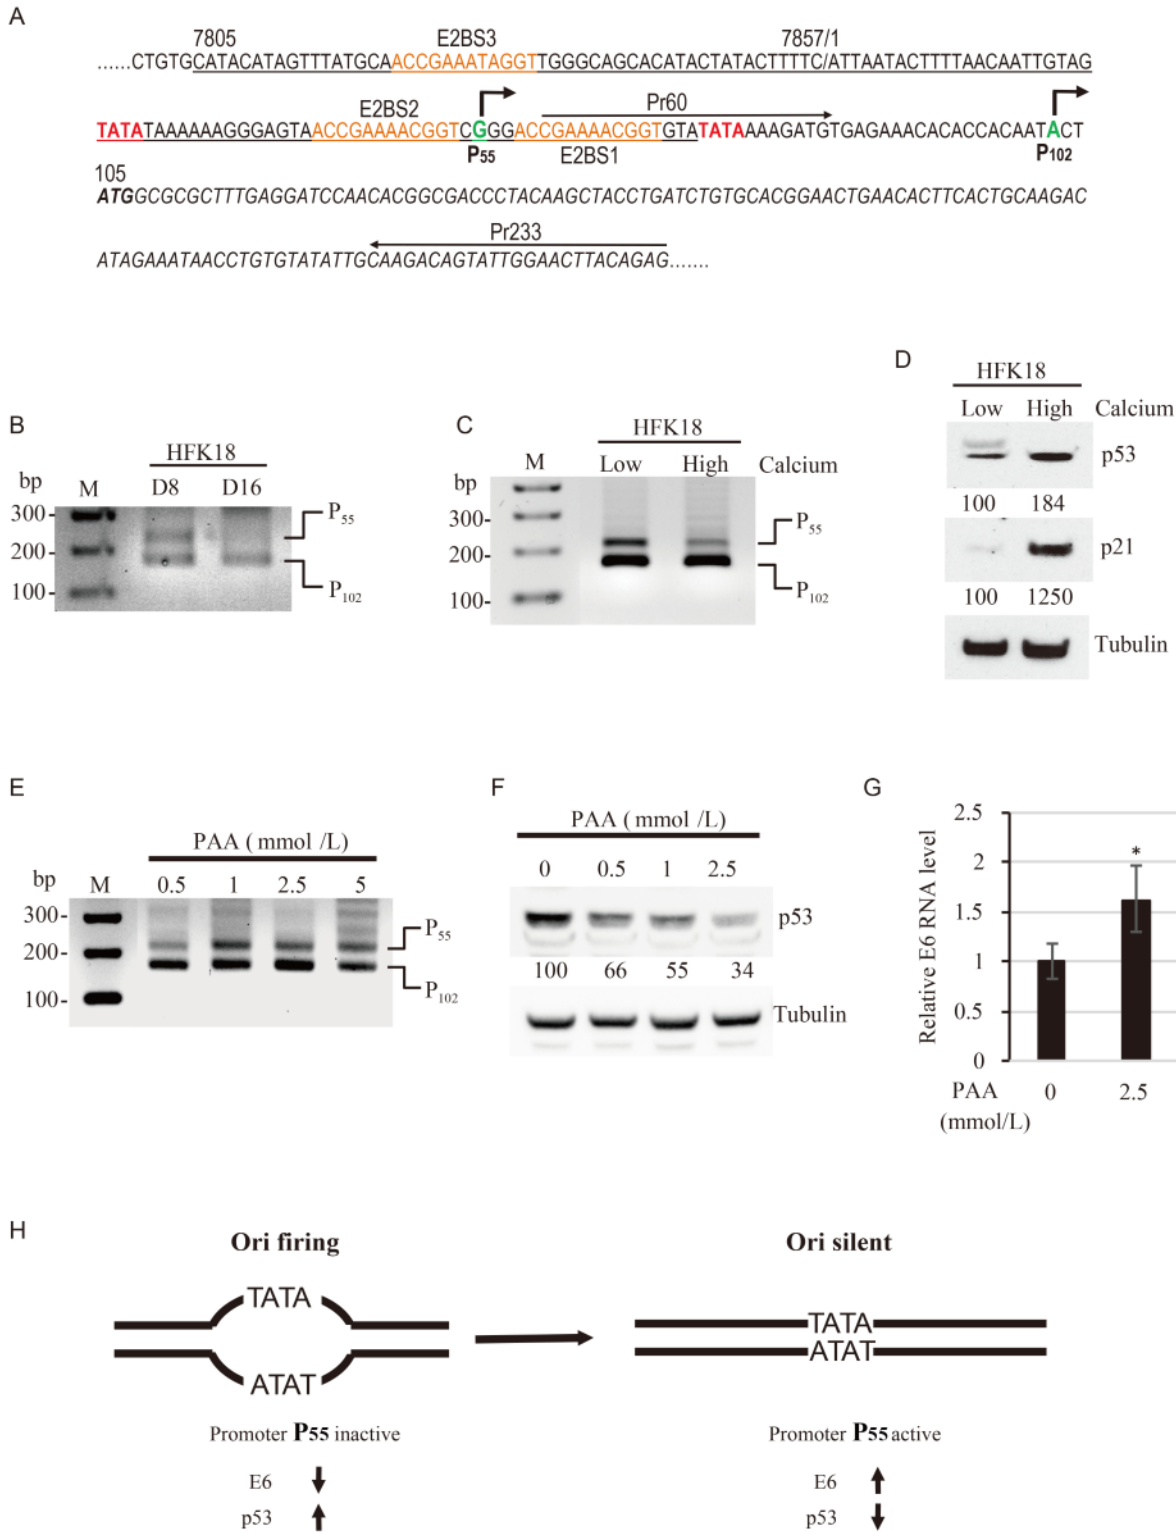 A
7805 E2BS3 7857/1
......CTGTGCATACATAGTTTATGCAACCGAAATAGGTTGGGCAGCACATACTATACTTTTC/ATTAATACTTTTAACAATTGTAG
E2BS2 Pr60
TATATAAAAAAGGGAGTAACCGAAAACGGTCGGGACCGAAAACGGTGTATATAAAAGATGTGAGAAACACACCACAATACT
P55 E2BS1 P102
105
ATGGCGCGCTTTGAGGATCCAACACGGCGACCCTACAAGCTACCTGATCTGTGCACGGAACTGAACACTTCACTGCAAGAC
Pr233
ATAGAAATAACCTGTGTATATTGCAAGACAGTATTGGAACTTACAGAG.......
B
HFK18
bp M D8 D16
300-
200-
100-
P55
P102
C
HFK18
M Low High Calcium
bp
300-
200-
100-
P55
P102
D
HFK18
Low High Calcium
p53
100 184
p21
100 1250
Tubulin
E
PAA ( mmol /L)
bp M 0.5 1 2.5 5
300-
200-
100-
P55
P102
F
PAA ( mmol /L)
0 0.5 1 2.5
p53
100 66 55 34
Tubulin
G
Relative E6 RNA level
2.5
2
1.5
1
0.5
0
*
PAA 0 2.5
(mmol/L)
H
Ori firing Ori silent
TATA
ATAT
TATA
ATAT
Promoter P55 inactive
E6
p53
Promoter P55 active
E6
p53